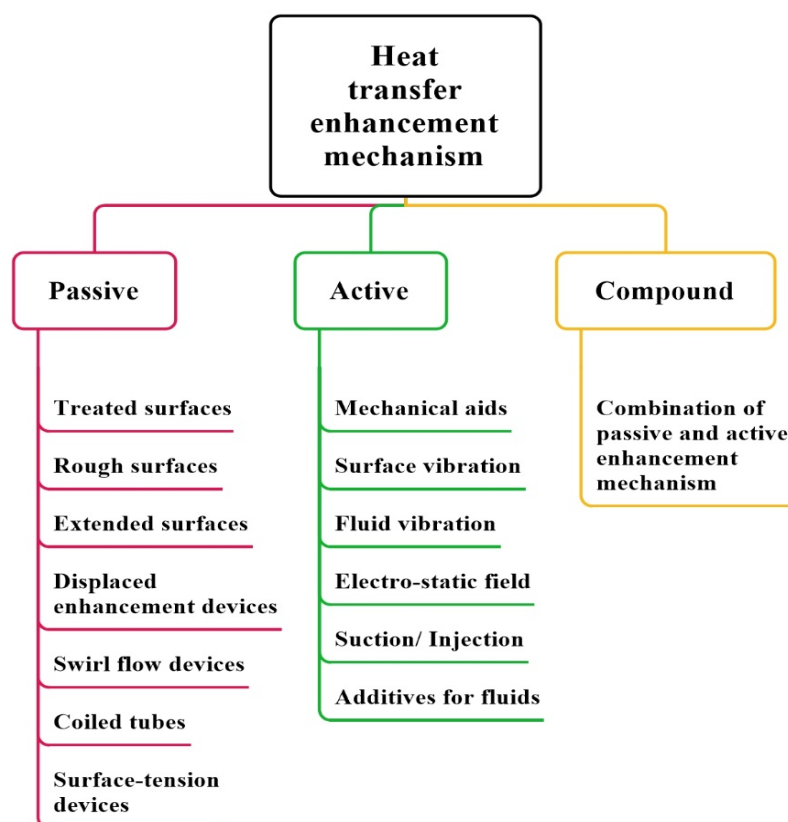 Heat
transfer
enhancement
mechanism
Passive
Active
Compound
Treated surfaces
Rough surfaces
Extended surfaces
Displaced
enhancement devices
Swirl flow devices
Coiled tubes
Surface-tension
devices
Mechanical aids
Surface vibration
Fluid vibration
Electro-static field
Suction/ Injection
Additives for fluids
Combination of
passive and active
enhancement
mechanism